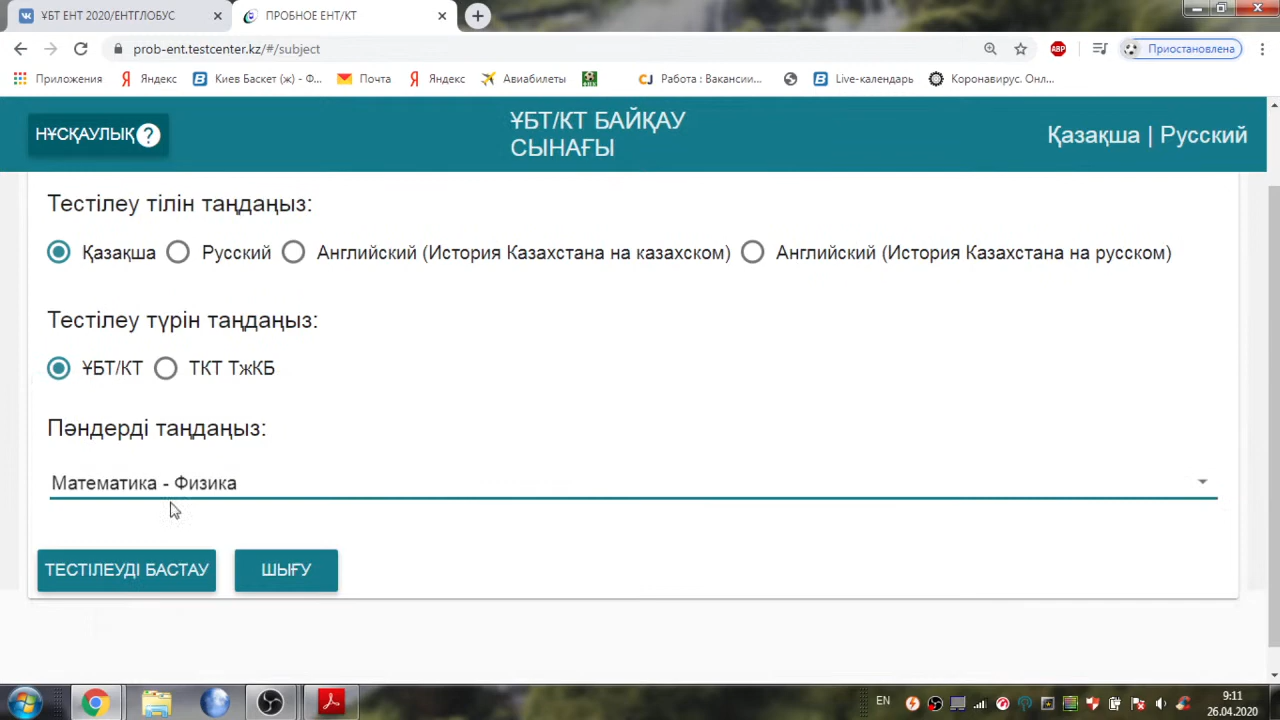 ҰБТ ЕНТ 2020/ЕНТГЛОБУС
ПРОБНОЕ ЕНТ/КТ
prob-ent.testcenter.kz/#/subject
ABP
Приостановлена
Приложения
Яндекс
Киев Баскет (ж) - Ф...
Почта
Яндекс
Авиабилеты
Работа : Вакансии...
Live-календарь
Коронавирус. Онл...
НҰСҚАУЛЫҚ ?
ҰБТ/КТ БАЙҚАУ
СЫНАҒЫ
Қазақша | Русский
Тестілеу тілін таңдаңыз:
Қазақша Русский Английский (История Казахстана на казахском) Английский (История Казахстана на русском)
Тестілеу түрін таңдаңыз:
ҰБТ/КТ ТКТ ТжКБ
Пәндерді таңдаңыз:
Математика - Физика
ТЕСТІЛЕУДІ БАСТАУ ШЫҒУ
EN
9:11
26.04.2020